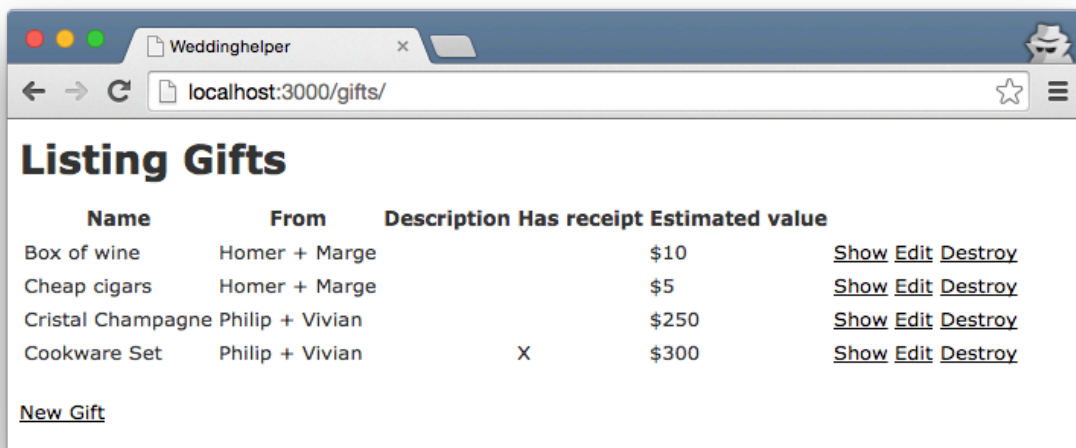 Weddinghelper
localhost:3000/gifts/
Listing Gifts
Name From Description Has receipt Estimated value
Box of wine Homer + Marge $10 Show Edit Destroy
Cheap cigars Homer + Marge $5 Show Edit Destroy
Cristal Champagne Philip + Vivian $250 Show Edit Destroy
Cookware Set Philip + Vivian X $300 Show Edit Destroy
New Gift